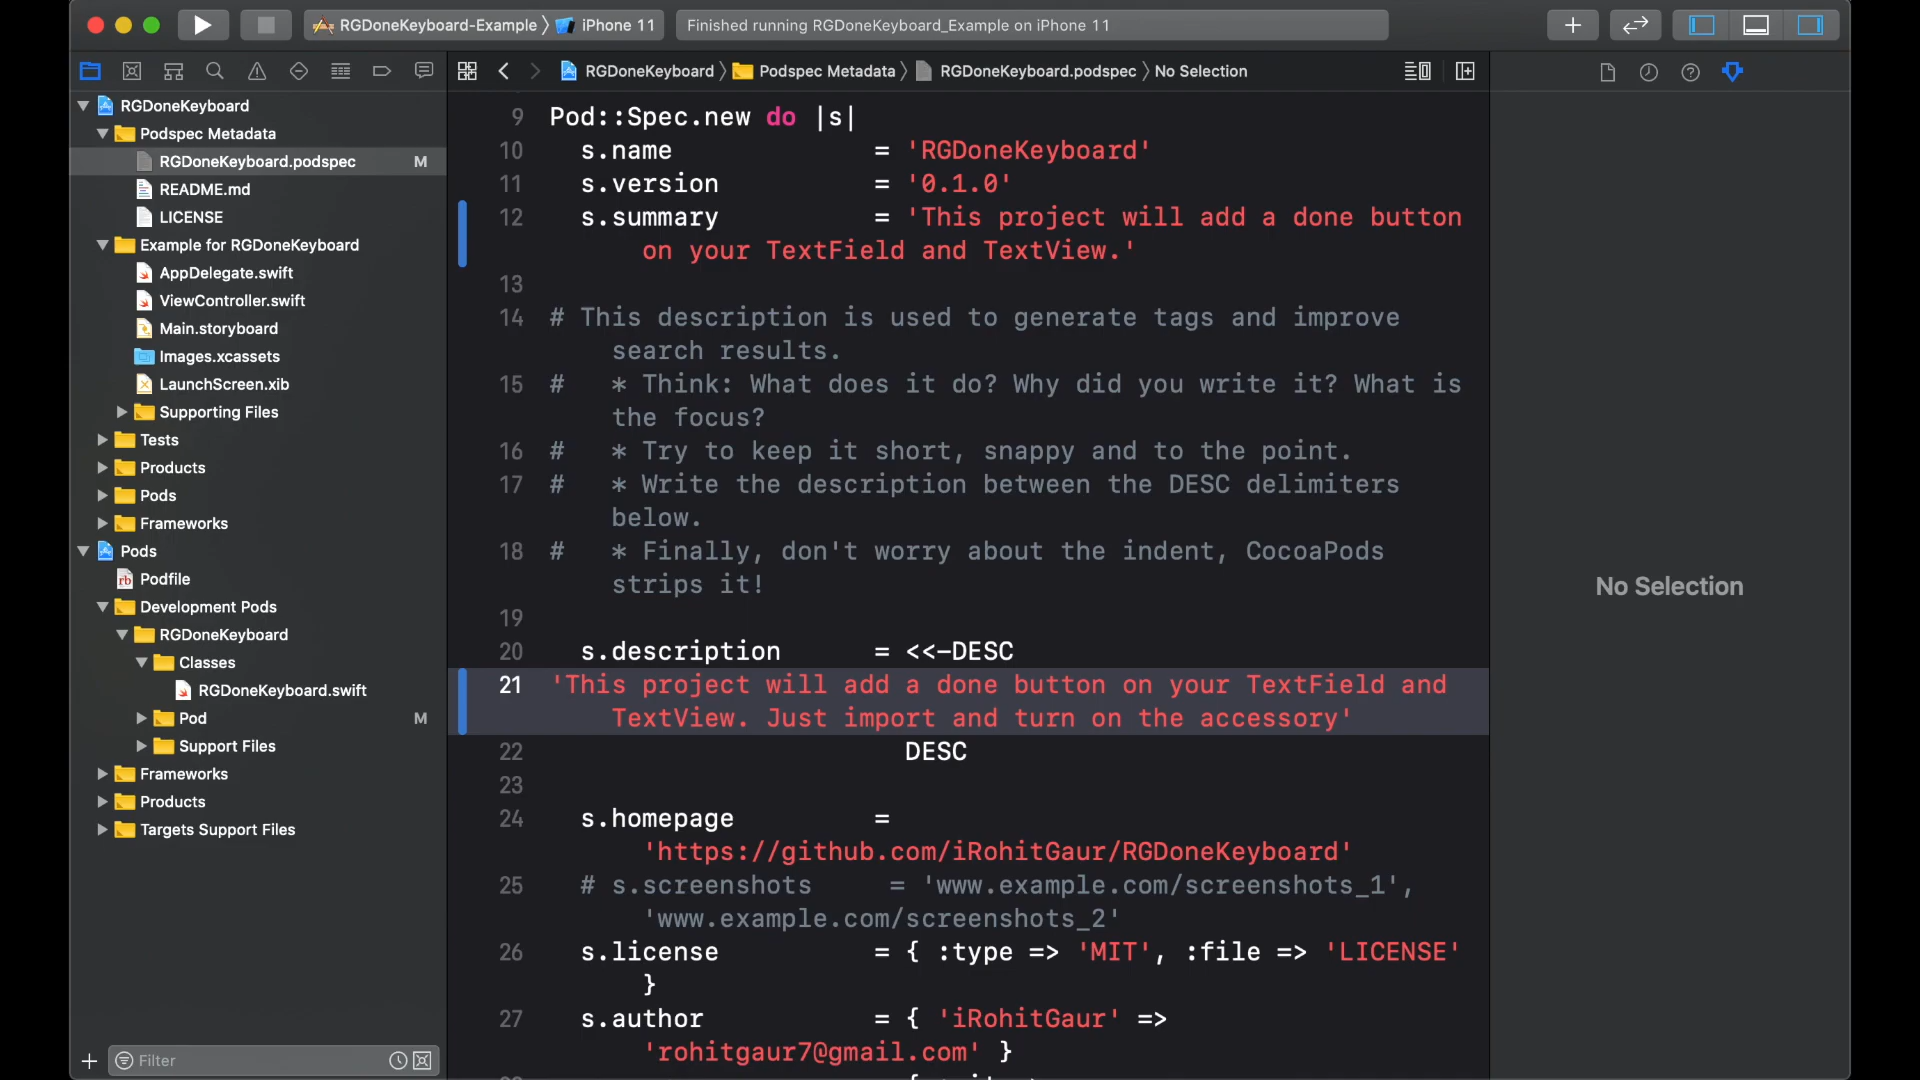 RGDoneKeyboard-Example
iPhone 11
Finished running RGDoneKeyboard_Example on iPhone 11
RGDoneKeyboard
Podspec Metadata
RGDoneKeyboard.podspec
No Selection
RGDoneKeyboard
Podspec Metadata
RGDoneKeyboard.podspec M
README.md
LICENSE
Example for RGDoneKeyboard
AppDelegate.swift
ViewController.swift
Main.storyboard
Images.xcassets
LaunchScreen.xib
Supporting Files
Tests
Products
Pods
Frameworks
Pods
Podfile
Development Pods
RGDoneKeyboard
Classes
RGDoneKeyboard.swift
Pod M
Support Files
Frameworks
Products
Targets Support Files
Filter
9 Pod::Spec.new do |s|
10 s.name = 'RGDoneKeyboard'
11 s.version = '0.1.0'
12 s.summary = 'This project will add a done button
on your TextField and TextView.'
13
14 # This description is used to generate tags and improve
search results.
15 # * Think: What does it do? Why did you write it? What is
the focus?
16 # * Try to keep it short, snappy and to the point.
17 # * Write the description between the DESC delimiters
below.
18 # * Finally, don't worry about the indent, CocoaPods
strips it!
19
20 s.description = <<-DESC
21 'This project will add a done button on your TextField and
TextView. Just import and turn on the accessory'
22 DESC
23
24 s.homepage =
'https://github.com/iRohitGaur/RGDoneKeyboard'
25 # s.screenshots = 'www.example.com/screenshots_1',
'www.example.com/screenshots_2'
26 s.license = { :type => 'MIT', :file => 'LICENSE'
}
27 s.author = { 'iRohitGaur' =>
'rohitgaur7@gmail.com' }
No Selection